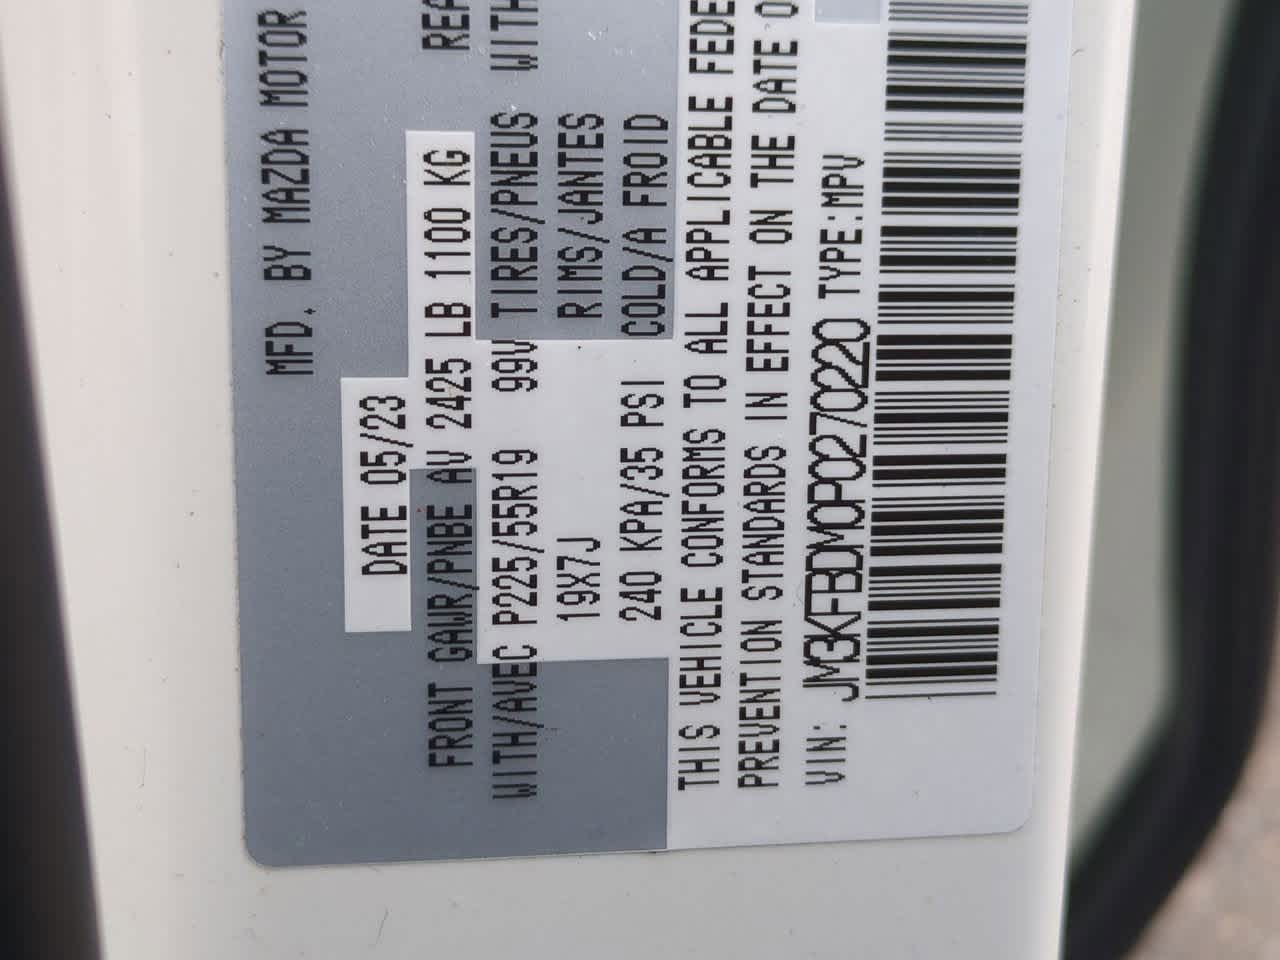 MFD. BY MAZDA MOTOR
DATE 05/23
FRONT GAWR/PNBE AV 2425 LB 1100 KG
WITH/AVEC P225/55R19 99V TIRES/PNEUS WITH
19X7J RIMS/JANTES
240 KPA/35 PSI COLD/A FROID
THIS VEHICLE CONFORMS TO ALL APPLICABLE FEDE
PREVENTION STANDARDS IN EFFECT ON THE DATE O
VIN: JM3KFBDM0P0270220 TYPE:MPV